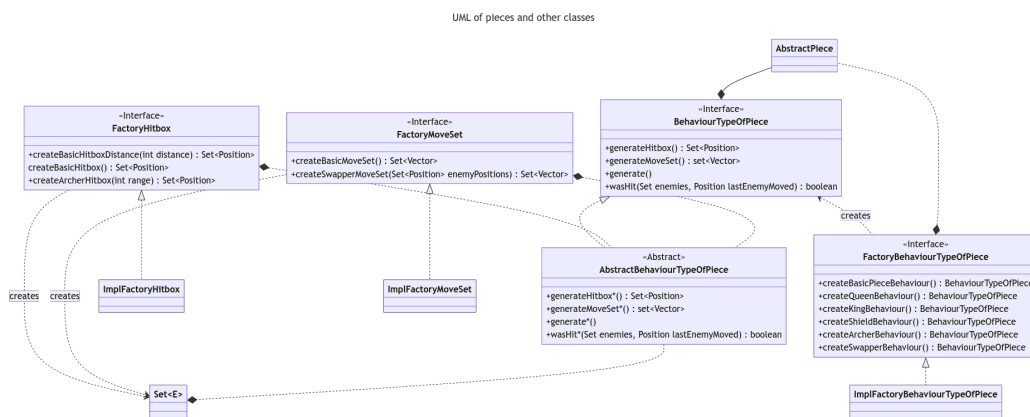 UML of pieces and other classes
AbstractPiece
«Interface»
FactoryHitbox
+createBasicHitboxDistance(int distance) : Set<Position>
createBasicHitbox() : Set<Position>
+createArcherHitbox(int range) : Set<Position>
«Interface»
FactoryMoveSet
+createBasicMoveSet() : Set<Vector>
+createSwapperMoveSet(Set<Position> enemyPositions) : Set<Vector>
«Interface»
BehaviourTypeOfPiece
+generateHitbox() : Set<Position>
+generateMoveSet() : set<Vector>
+generate()
+wasHit(Set enemies, Position lastEnemyMoved) : boolean
creates
«Interface»
FactoryBehaviourTypeOfPiece
+createBasicPieceBehaviour() : BehaviourTypeOfPiece
+createQueenBehaviour() : BehaviourTypeOfPiece
+createKingBehaviour() : BehaviourTypeOfPiece
+createShieldBehaviour() : BehaviourTypeOfPiece
+createArcherBehaviour() : BehaviourTypeOfPiece
+createSwapperBehaviour() : BehaviourTypeOfPiece
«Abstract»
AbstractBehaviourTypeOfPiece
+generateHitbox*() : Set<Position>
+generateMoveSet*() : set<Vector>
+generate*()
+wasHit*(Set enemies, Position lastEnemyMoved) : boolean
ImplFactoryHitbox
ImplFactoryMoveSet
creates
creates
Set<E>
ImplFactoryBehaviourTypeOfPiece